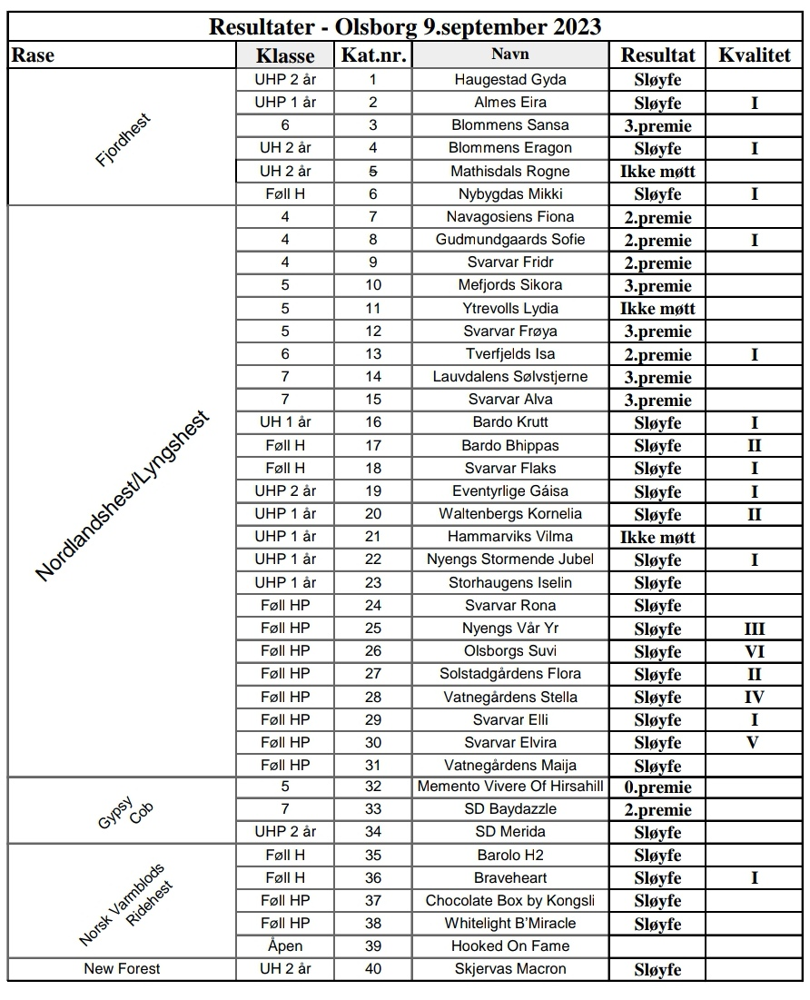 Resultater - Olsborg 9.september 2023
Rase Klasse Kat.nr. Navn Resultat Kvalitet
Fjordhest
UHP 2 år 1 Haugestad Gyda Sløyfe
UHP 1 år 2 Almes Eira Sløyfe I
6 3 Blommens Sansa 3.premie
UH 2 år 4 Blommens Eragon Sløyfe I
UH 2 år 5 Mathisdals Rogne Ikke møtt
Føll H 6 Nybygdas Mikki Sløyfe I
Nordlandshest/Lyngshest
4 7 Navagosiens Fiona 2.premie
4 8 Gudmundgaards Sofie 2.premie I
4 9 Svarvar Fridr 2.premie
5 10 Mefjords Sikora 3.premie
5 11 Ytrevolls Lydia Ikke møtt
5 12 Svarvar Frøya 3.premie
6 13 Tverfjelds Isa 2.premie I
7 14 Lauvdalens Sølvstjerne 3.premie
7 15 Svarvar Alva 3.premie
UH 1 år 16 Bardo Krutt Sløyfe I
Føll H 17 Bardo Bhippas Sløyfe II
Føll H 18 Svarvar Flaks Sløyfe I
UHP 2 år 19 Eventyrlige Gáisa Sløyfe I
UHP 1 år 20 Waltenbergs Kornelia Sløyfe II
UHP 1 år 21 Hammarviks Vilma Ikke møtt
UHP 1 år 22 Nyengs Stormende Jubel Sløyfe I
UHP 1 år 23 Storhaugens Iselin Sløyfe
Føll HP 24 Svarvar Rona Sløyfe
Føll HP 25 Nyengs Vår Yr Sløyfe III
Føll HP 26 Olsborgs Suvi Sløyfe VI
Føll HP 27 Solstadgårdens Flora Sløyfe II
Føll HP 28 Vatnegårdens Stella Sløyfe IV
Føll HP 29 Svarvar Elli Sløyfe I
Føll HP 30 Svarvar Elvira Sløyfe V
Føll HP 31 Vatnegårdens Maija Sløyfe
Gypsy
Cob
5 32 Memento Vivere Of Hirsahill 0.premie
7 33 SD Baydazzle 2.premie
UHP 2 år 34 SD Merida Sløyfe
Norsk Varmblods
Ridehest
Føll H 35 Barolo H2 Sløyfe
Føll H 36 Braveheart Sløyfe I
Føll HP 37 Chocolate Box by Kongsli Sløyfe
Føll HP 38 Whitelight B’Miracle Sløyfe
Åpen 39 Hooked On Fame
New Forest UH 2 år 40 Skjervas Macron Sløyfe